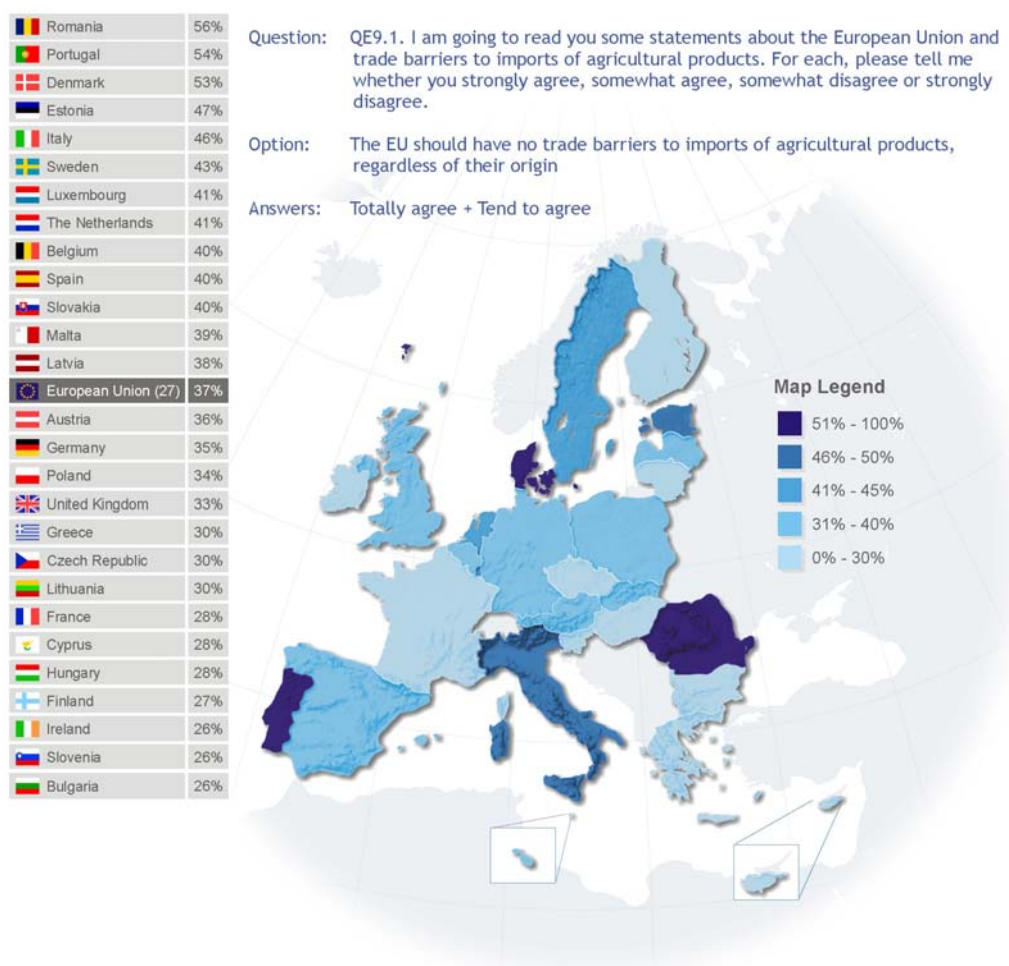 Romania 56%
Portugal 54%
Denmark 53%
Estonia 47%
Italy 46%
Sweden 43%
Luxembourg 41%
The Netherlands 41%
Belgium 40%
Spain 40%
Slovakia 40%
Malta 39%
Latvia 38%
European Union (27) 37%
Austria 36%
Germany 35%
Poland 34%
United Kingdom 33%
Greece 30%
Czech Republic 30%
Lithuania 30%
France 28%
Cyprus 28%
Hungary 28%
Finland 27%
Ireland 26%
Slovenia 26%
Bulgaria 26%
Question: QE9.1. I am going to read you some statements about the European Union and
trade barriers to imports of agricultural products. For each, please tell me
whether you strongly agree, somewhat agree, somewhat disagree or strongly
disagree.
Option: The EU should have no trade barriers to imports of agricultural products,
regardless of their origin
Answers: Totally agree + Tend to agree
Map Legend
51% - 100%
46% - 50%
41% - 45%
31% - 40%
0% - 30%